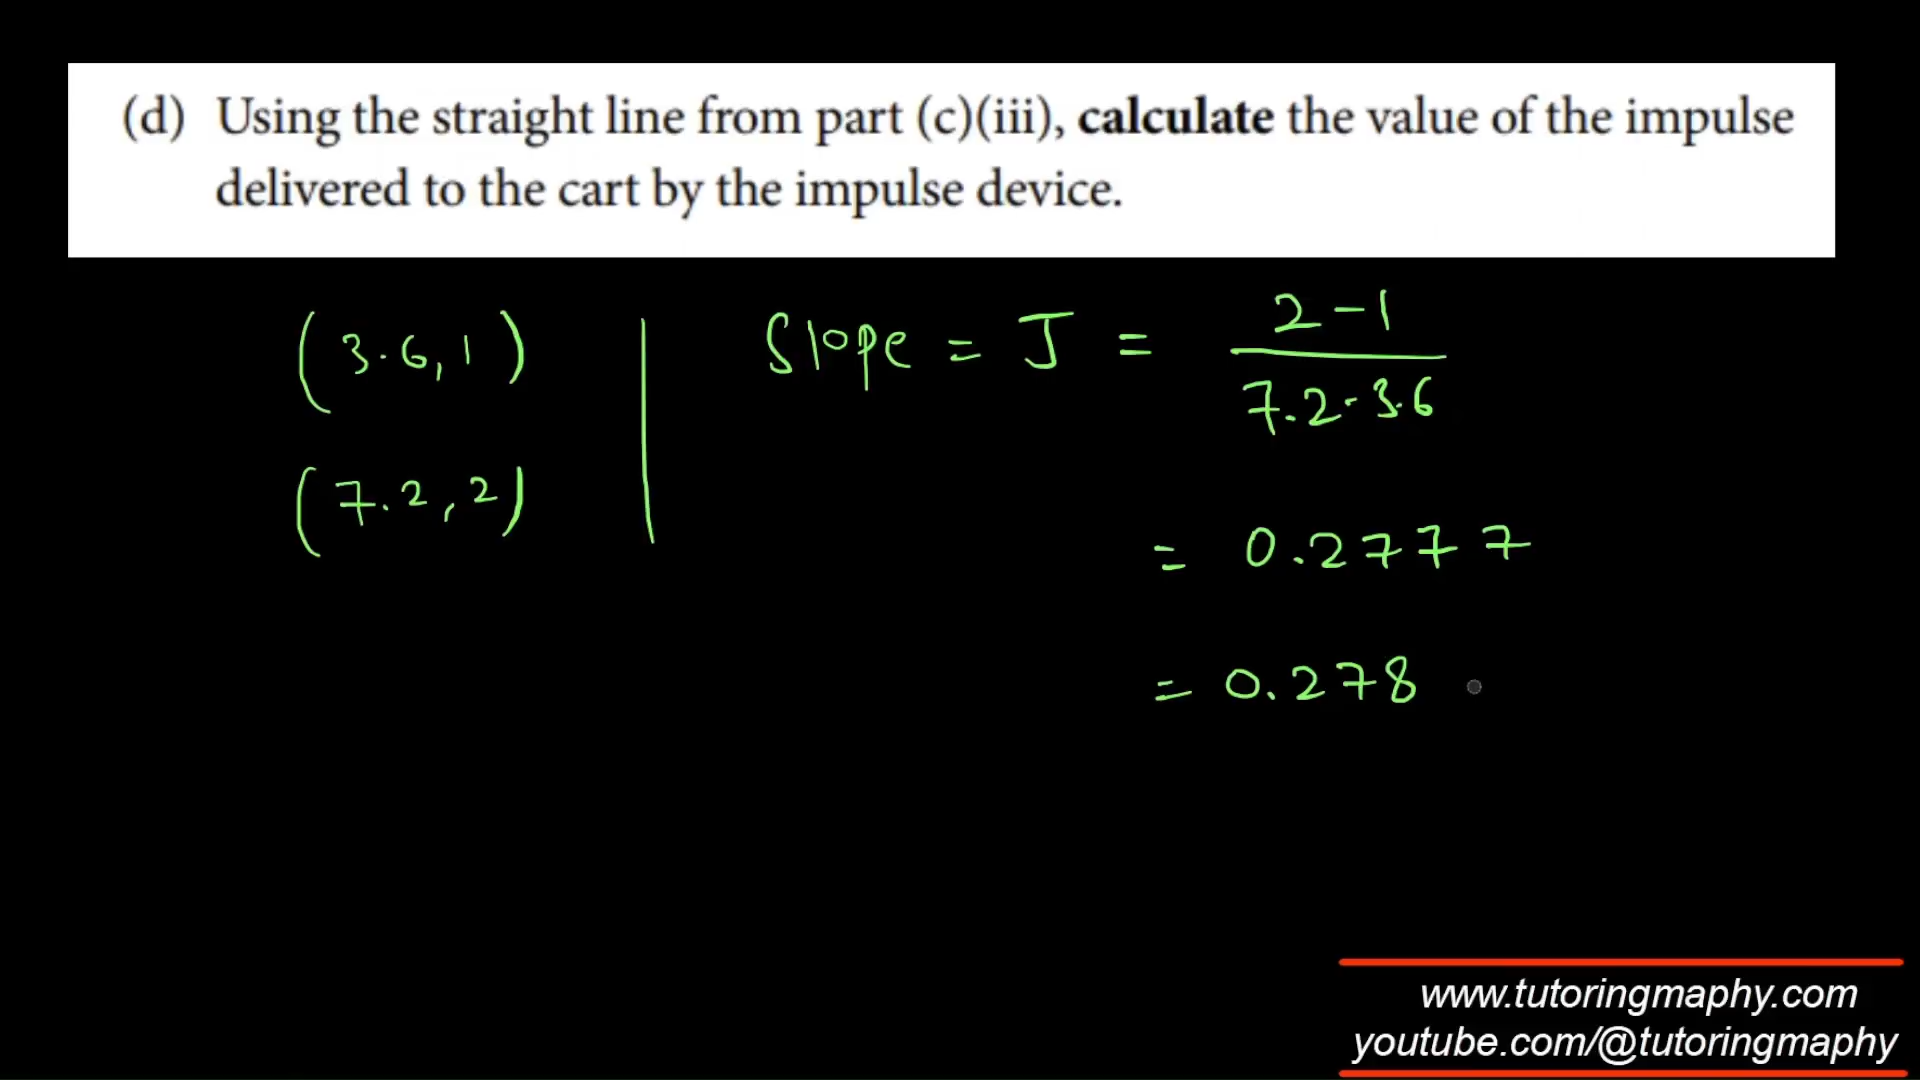 (d) Using the straight line from part (c)(iii), calculate the value of the impulse
delivered to the cart by the impulse device.
(3.6, 1)
(7.2, 2)
Slope = J = 2 - 1
7.2 - 3.6
= 0.2777
= 0.278
www.tutoringmaphy.com
youtube.com/@tutoringmaphy